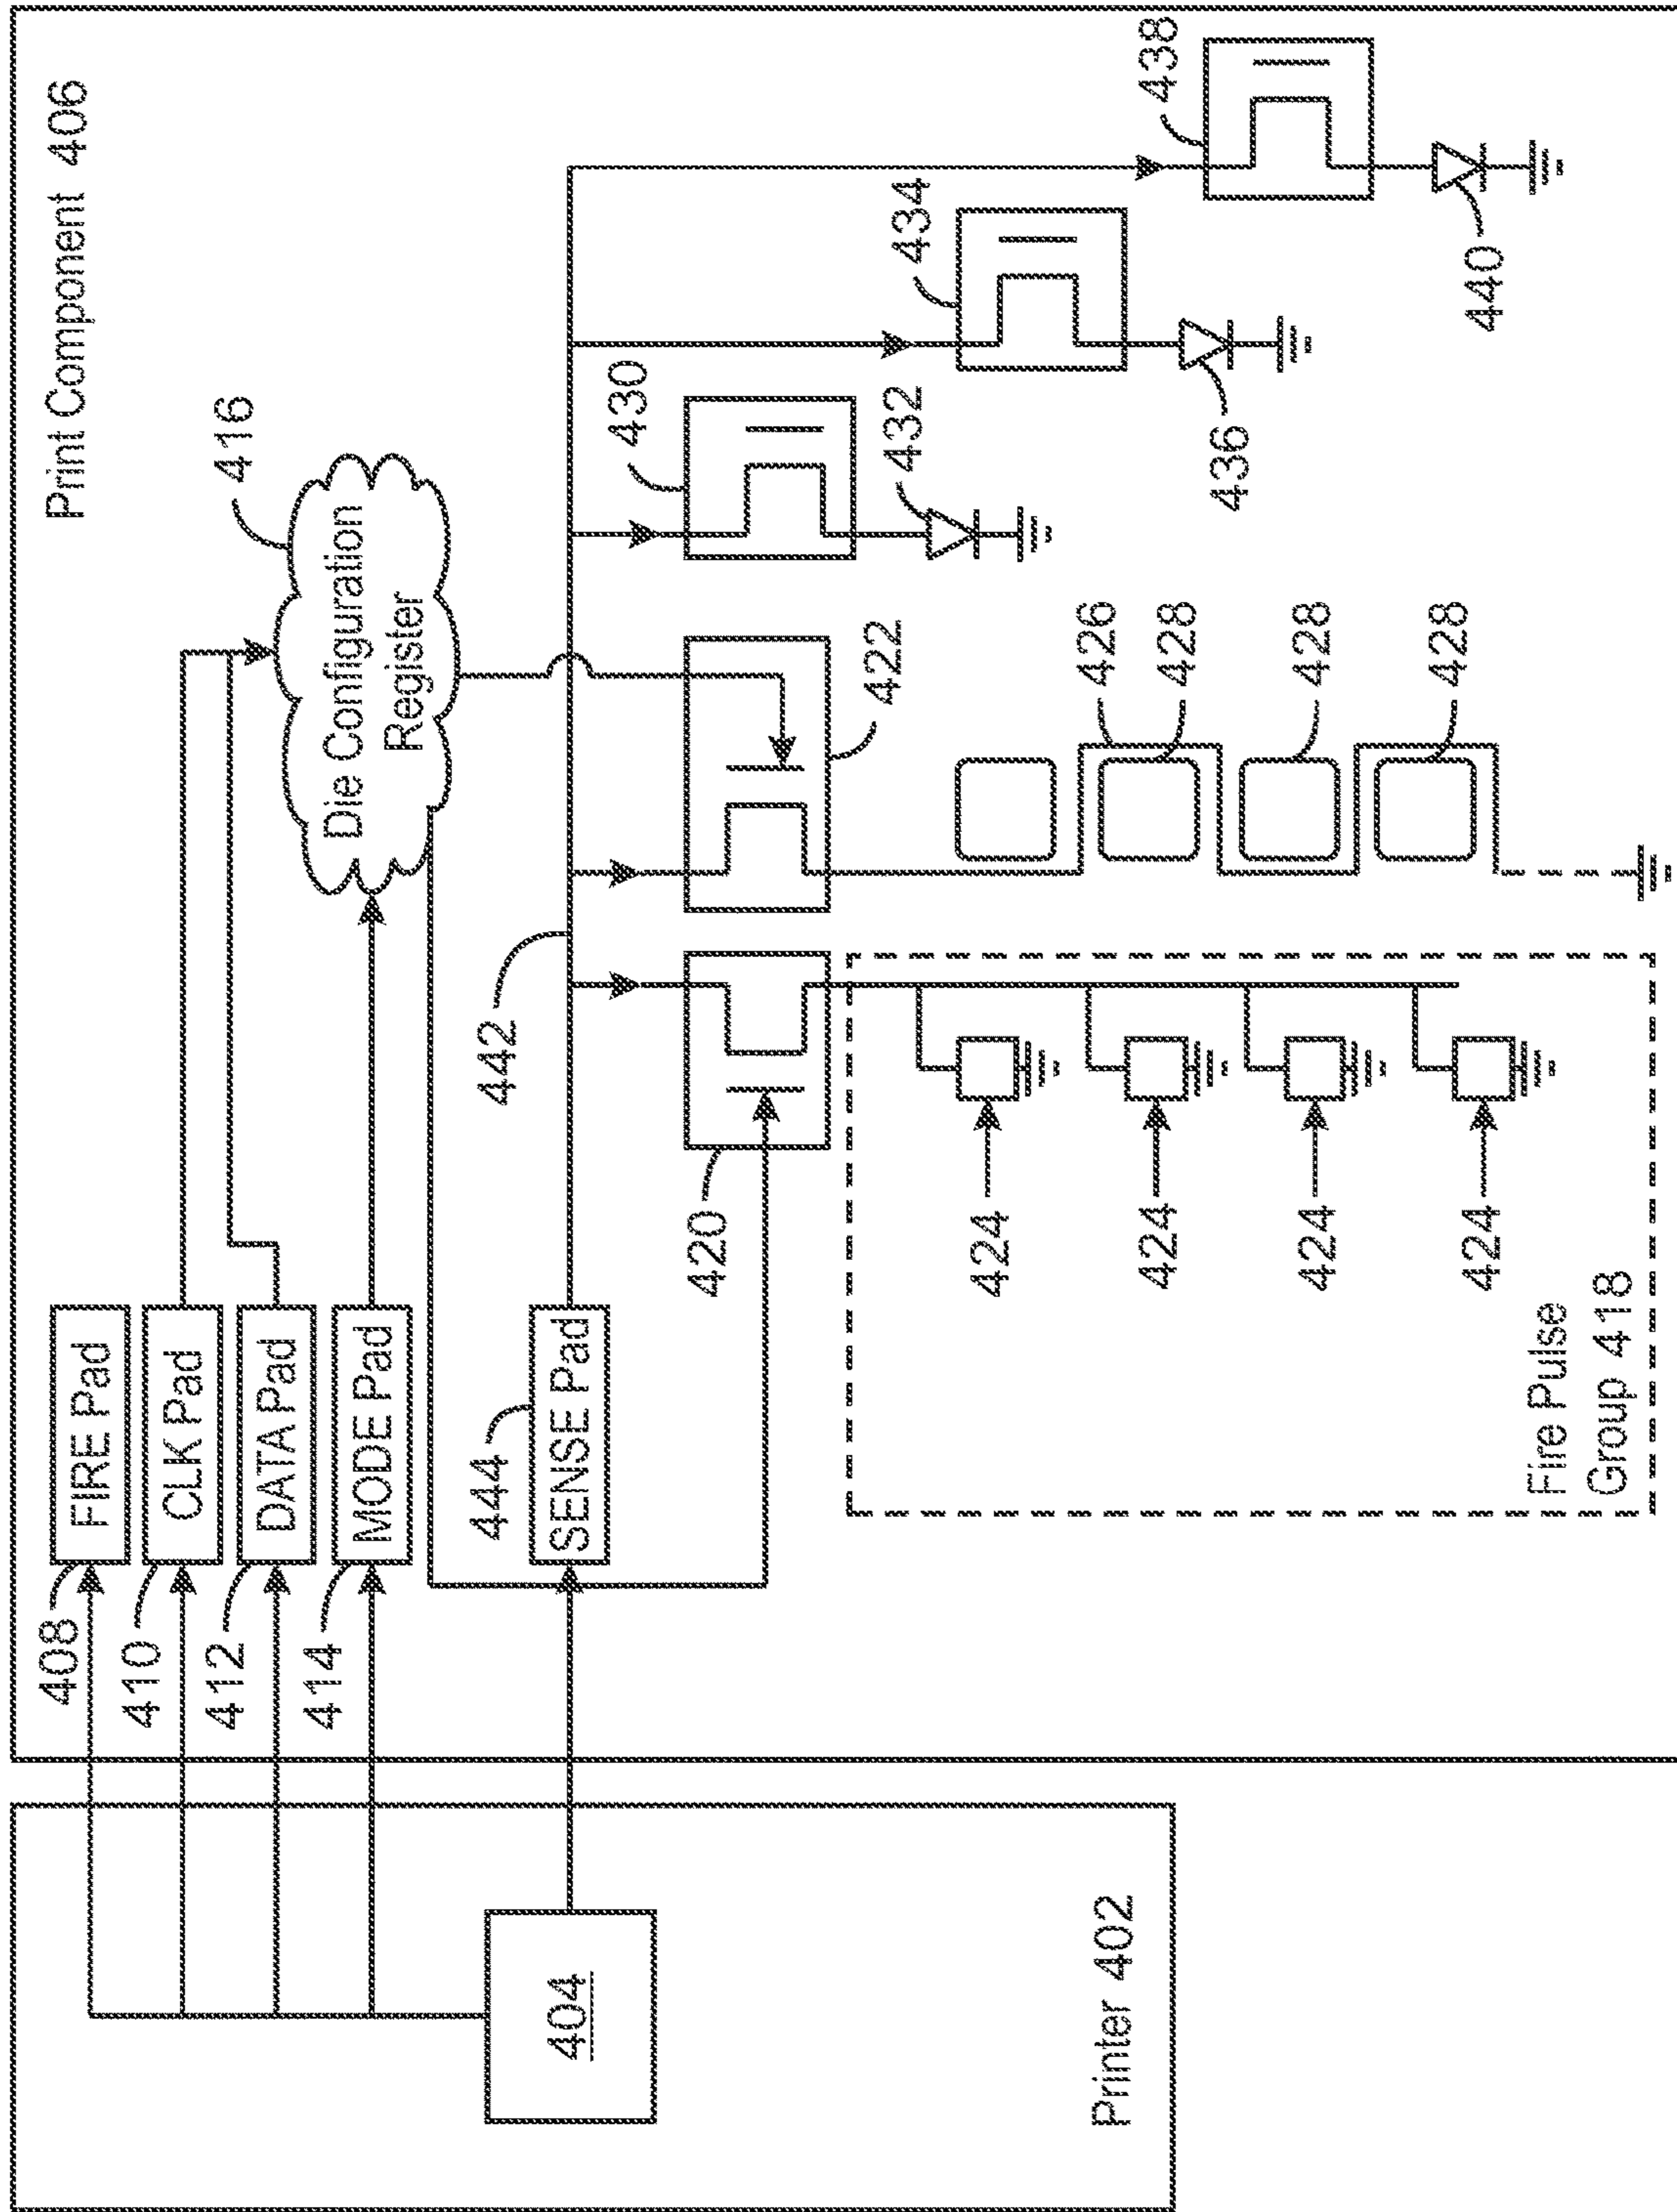 Print Component 406
408
FIRE Pad
410
CLK Pad
412
DATA Pad
414
MODE Pad
416
Die Configuration
Register
444
SENSE Pad
442
404
420
422
430
432
434
436
438
440
424
424
424
424
426
428
428
428
Fire Pulse
Group 418
Printer 402